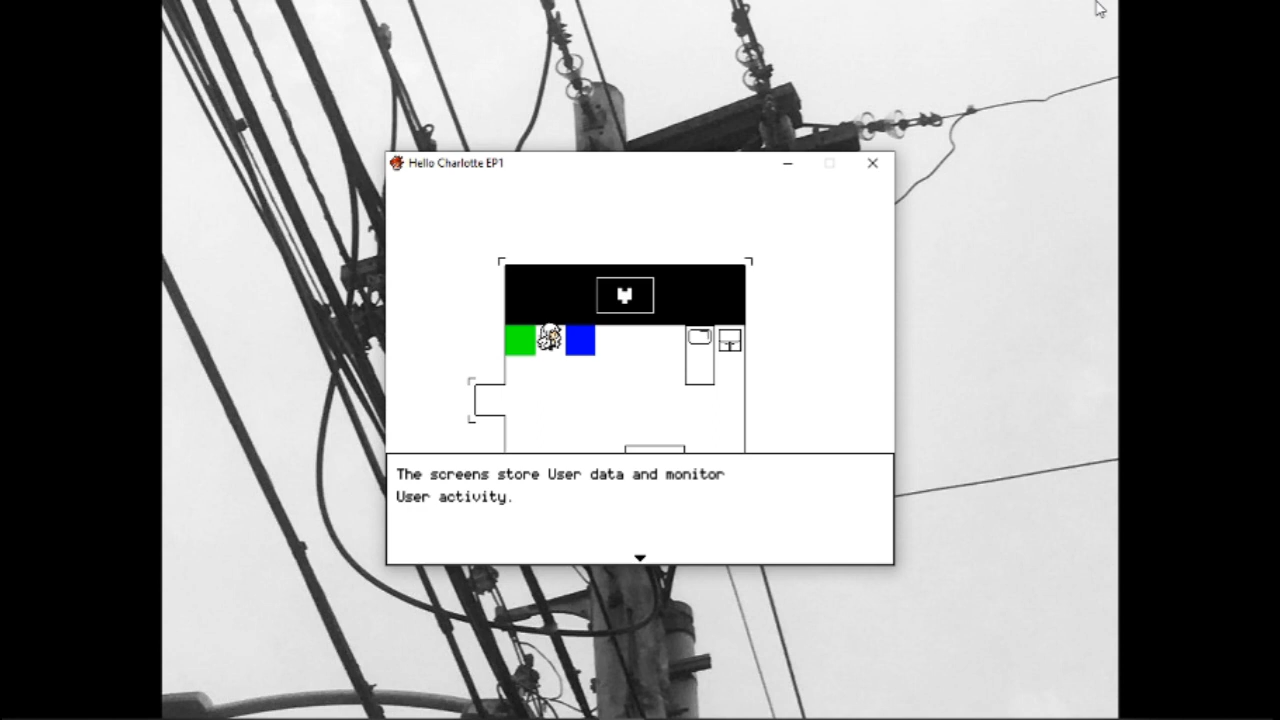 Hello Charlotte EP1
The screens store User data and monitor
User activity.